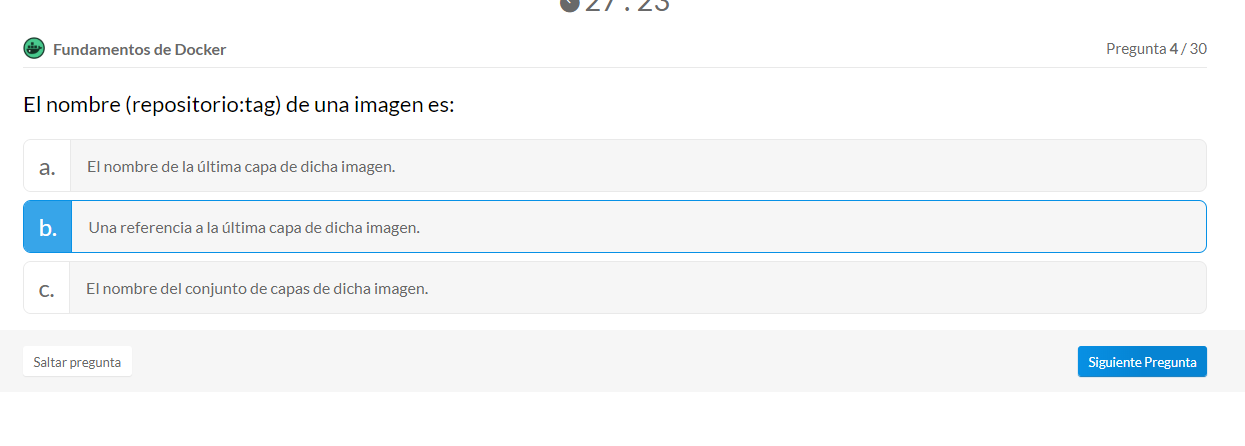 27 : 23
Fundamentos de Docker
Pregunta 4 / 30
El nombre (repositorio:tag) de una imagen es:
a.
El nombre de la última capa de dicha imagen.
b.
Una referencia a la última capa de dicha imagen.
c.
El nombre del conjunto de capas de dicha imagen.
Saltar pregunta
Siguiente Pregunta